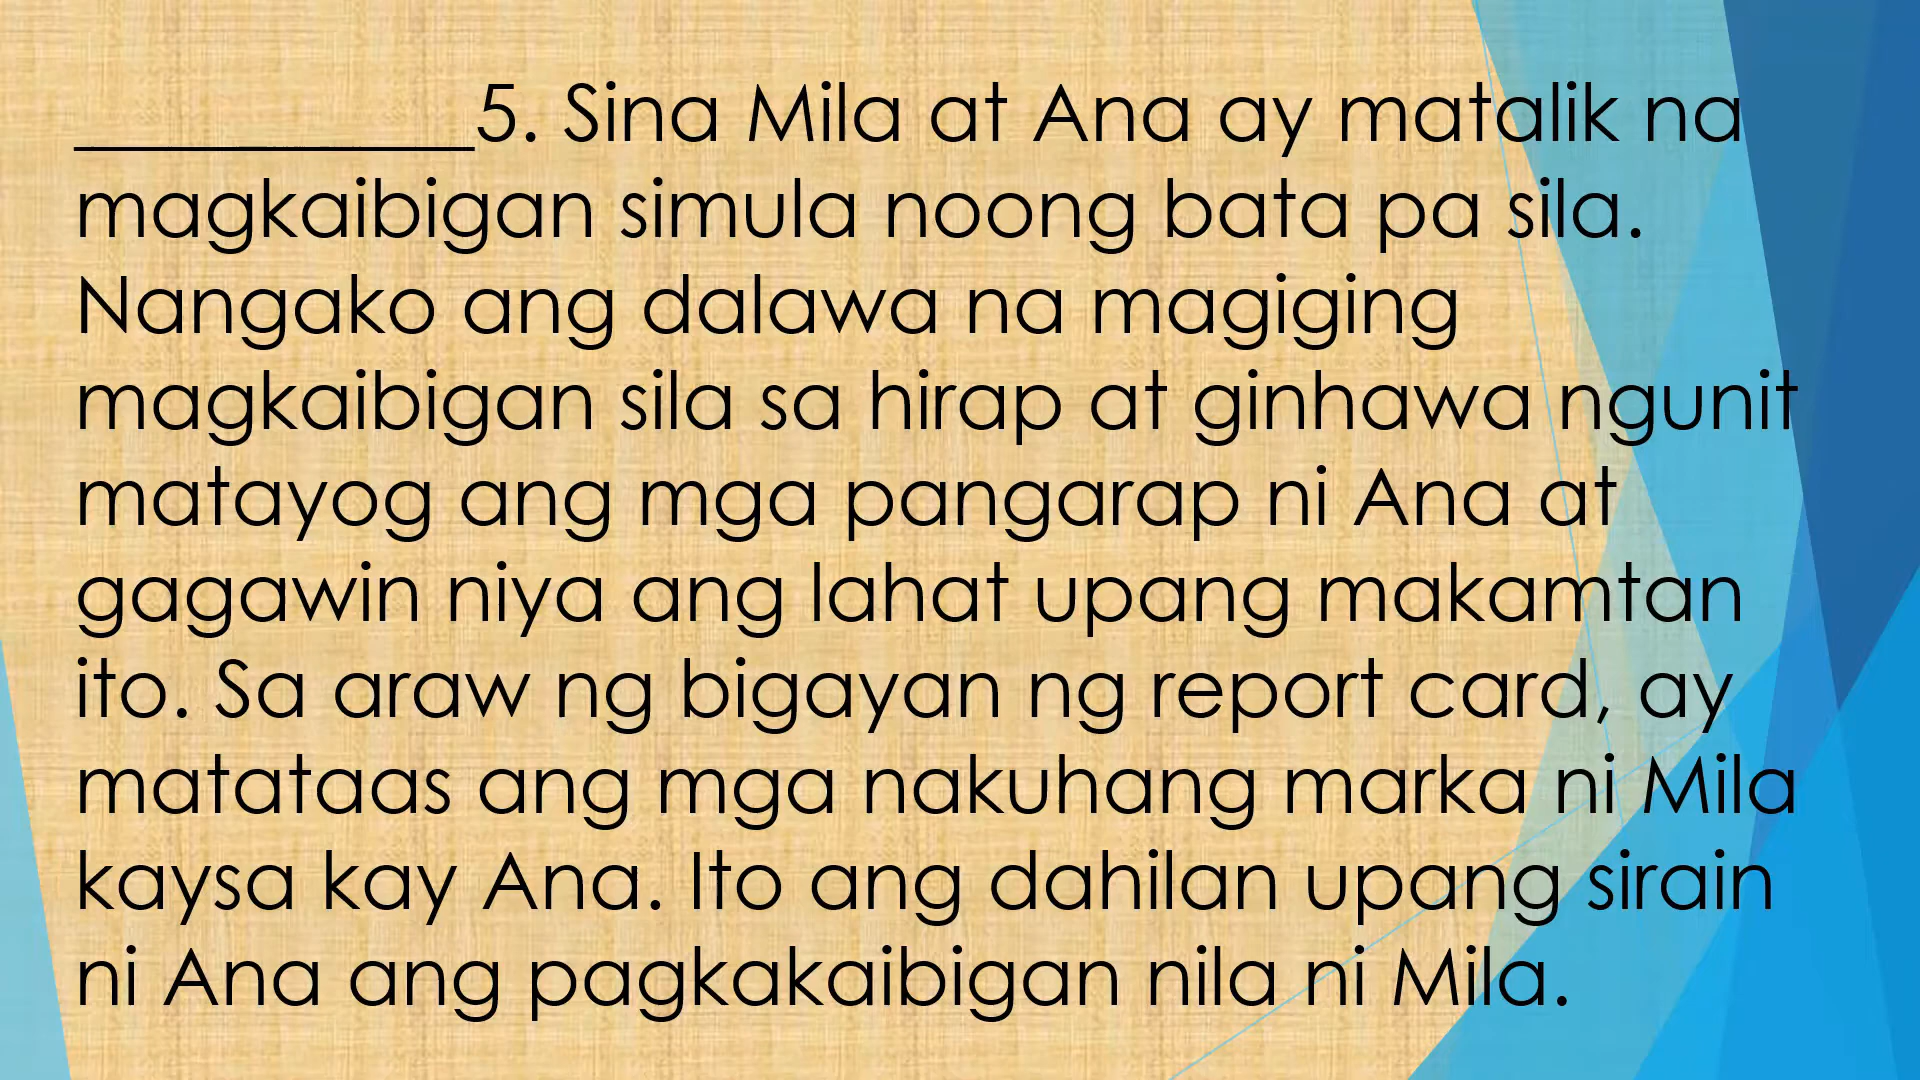 __________5. Sina Mila at Ana ay matalik na
magkaibigan simula noong bata pa sila.
Nangako ang dalawa na magiging
magkaibigan sila sa hirap at ginhawa ngunit
matayog ang mga pangarap ni Ana at
gagawin niya ang lahat upang makamtan
ito. Sa araw ng bigayan ng report card, ay
matataas ang mga nakuhang marka ni Mila
kaysa kay Ana. Ito ang dahilan upang sirain
ni Ana ang pagkakaibigan nila ni Mila.